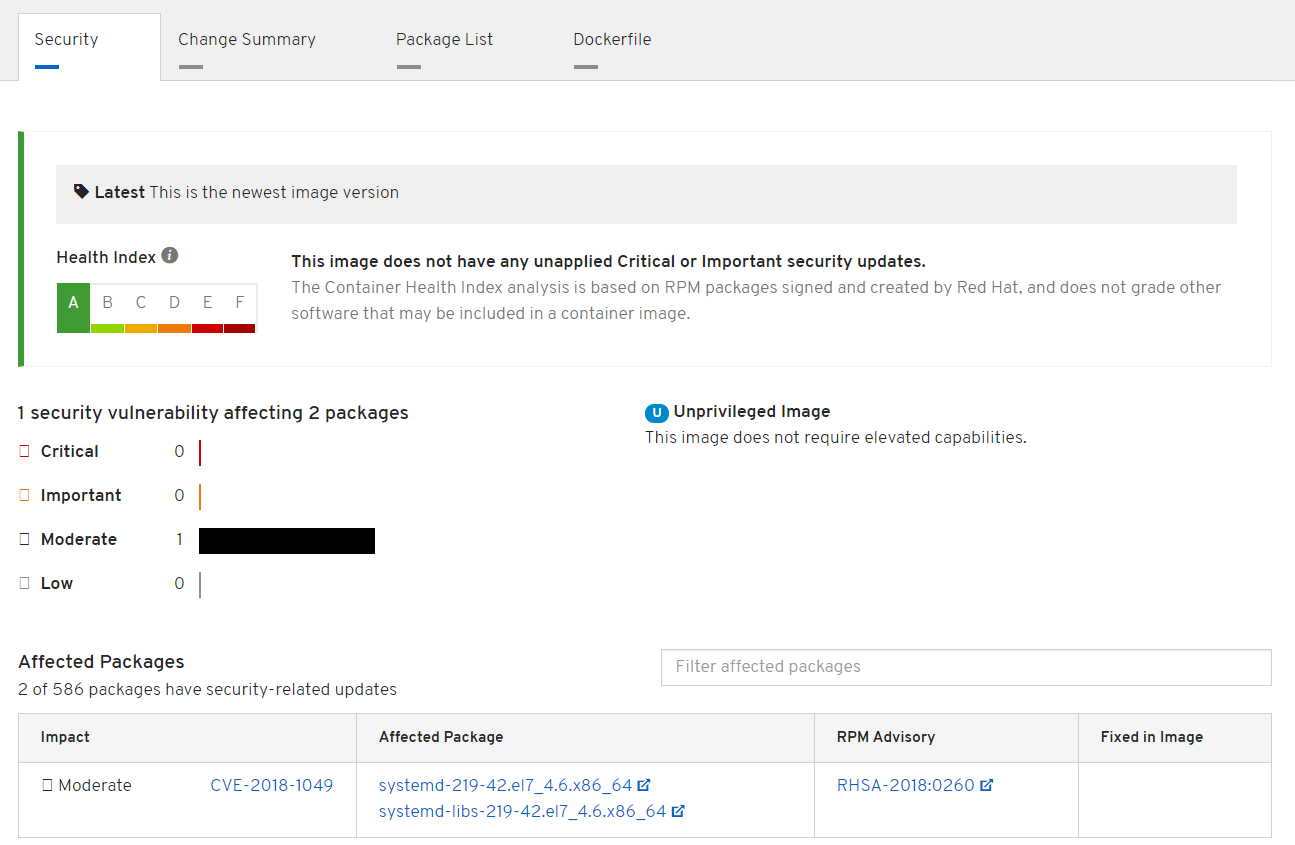 Security Change Summary Package List Dockerfile
Latest This is the newest image version
Health Index
A B C D E F
This image does not have any unapplied Critical or Important security updates.
The Container Health Index analysis is based on RPM packages signed and created by Red Hat, and does not grade other
software that may be included in a container image.
1 security vulnerability affecting 2 packages
Critical 0
Important 0
Moderate 1
Low 0
U Unprivileged Image
This image does not require elevated capabilities.
Affected Packages
2 of 586 packages have security-related updates
Filter affected packages
Impact Affected Package RPM Advisory Fixed in Image
Moderate CVE-2018-1049 systemd-219-42.el7_4.6.x86_64 RHSA-2018:0260
systemd-libs-219-42.el7_4.6.x86_64